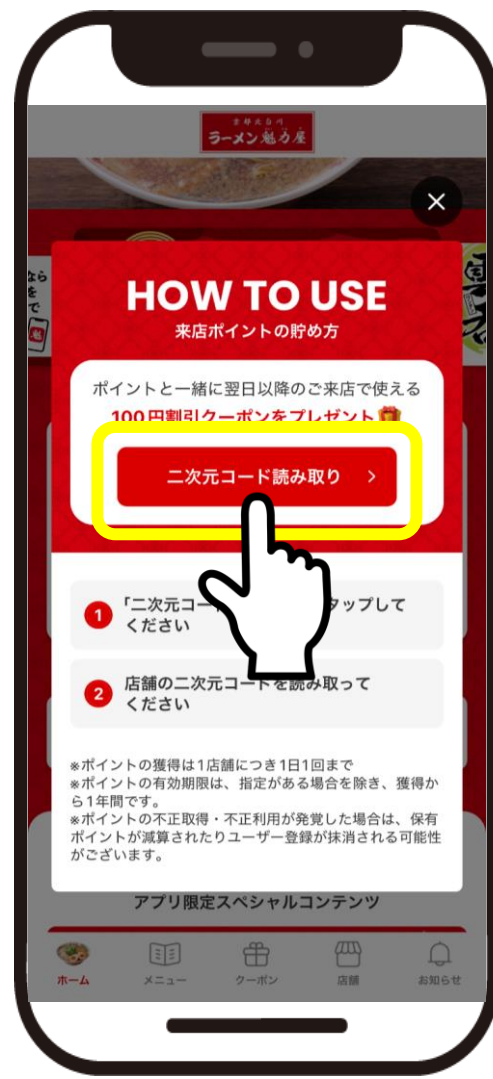 京都北白川
ラーメン魁力屋
なら
を
で
魁
HOW TO USE
来店ポイントの貯め方
ポイントと一緒に翌日以降のご来店で使える
100円割引クーポンをプレゼント
二次元コード読み取り
1
「二次元コー
タップして
ください
2
店舗の二次元コードを読み取って
ください
※ポイントの獲得は1店舗につき1日1回まで
※ポイントの有効期限は、指定がある場合を除き、獲得か
ら1年間です。
※ポイントの不正取得・不正利用が発覚した場合は、保有
ポイントが減算されたりユーザー登録が抹消される可能性
がございます。
アプリ限定スペシャルコンテンツ
ホーム
メニュー
クーポン
店舗
お知らせ